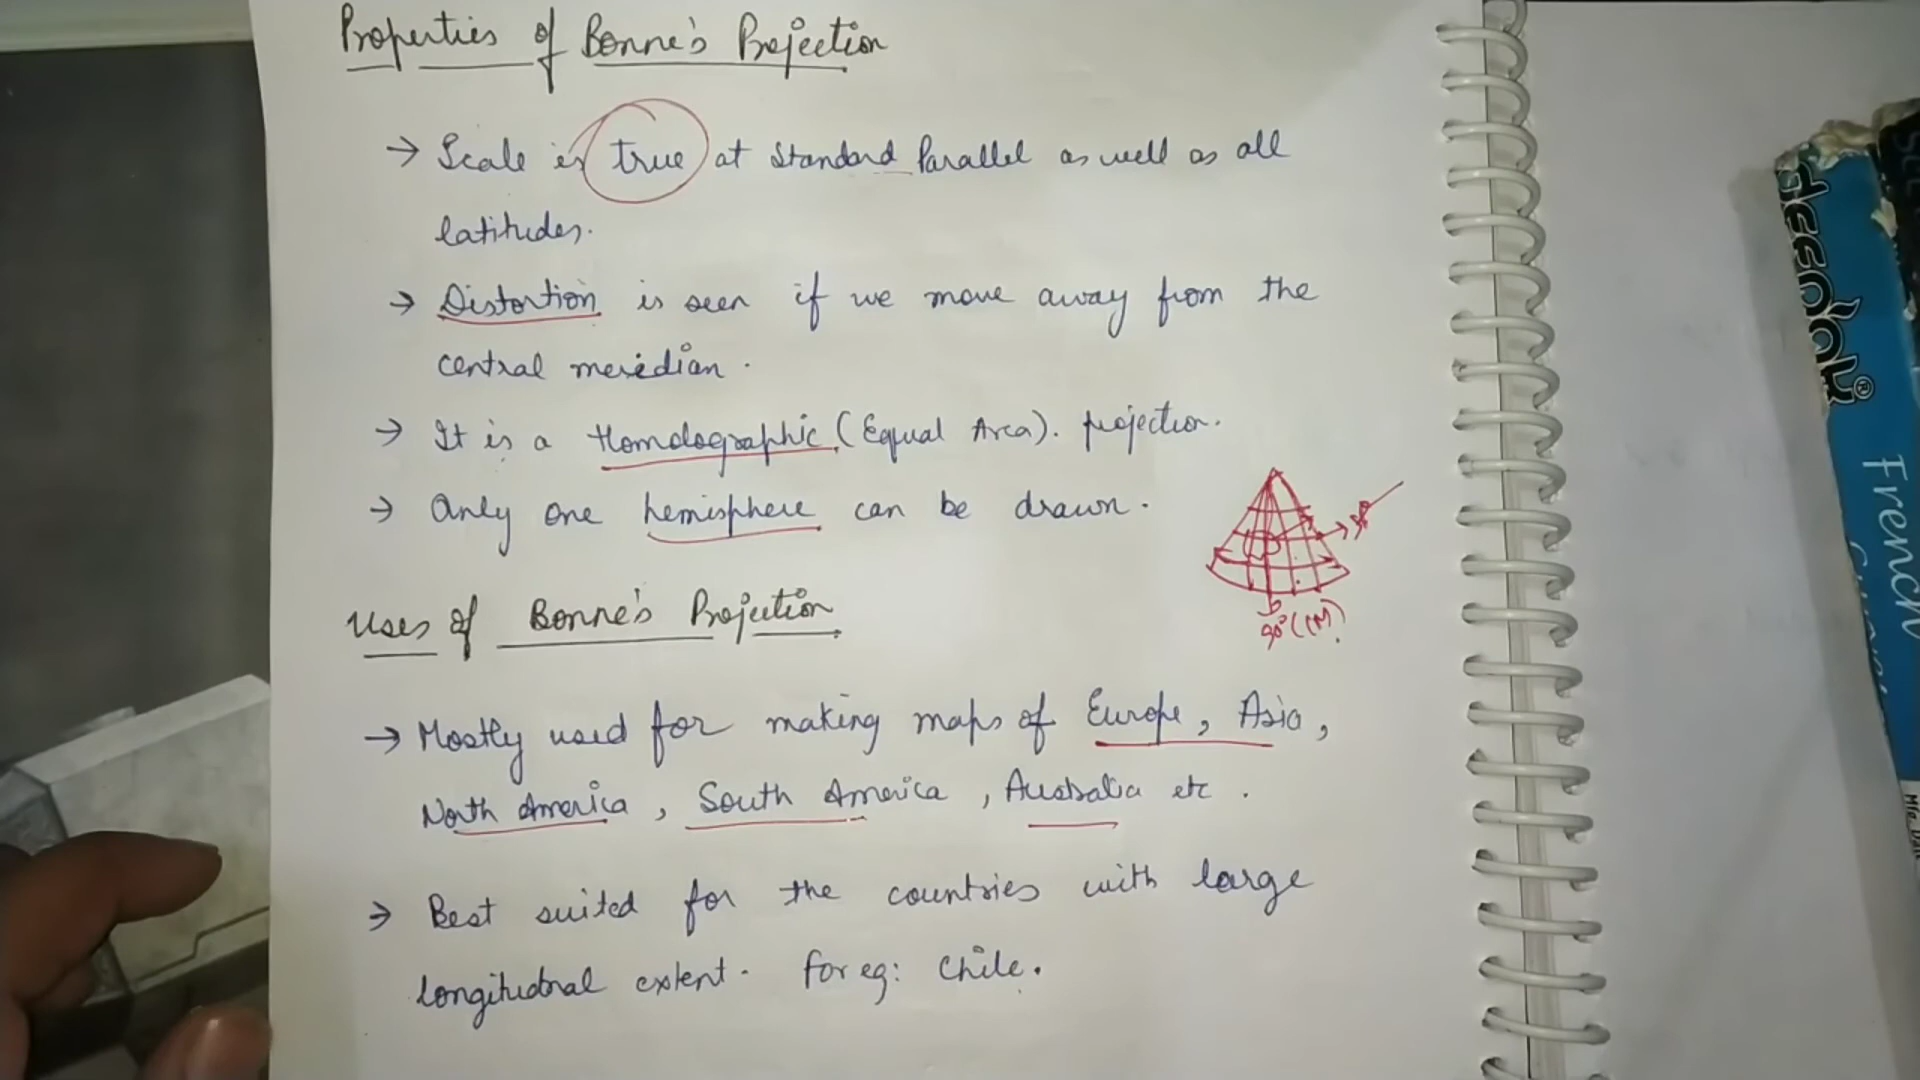 Properties of Bonne's Projection
→ Scale is true at Standard Parallel as well as all
latitudes.
→ Distortion is seen if we move away from the
central meridian.
→ It is a Homolographic (Equal Area). projection.
→ Only one hemisphere can be drawn.
90° (CM)
Uses of Bonne's Projection
→ Mostly used for making maps of Europe, Asia,
North America, South America, Australia etc.
→ Best suited for the countries with large
longitudnal extent. For eg: Chile.
French